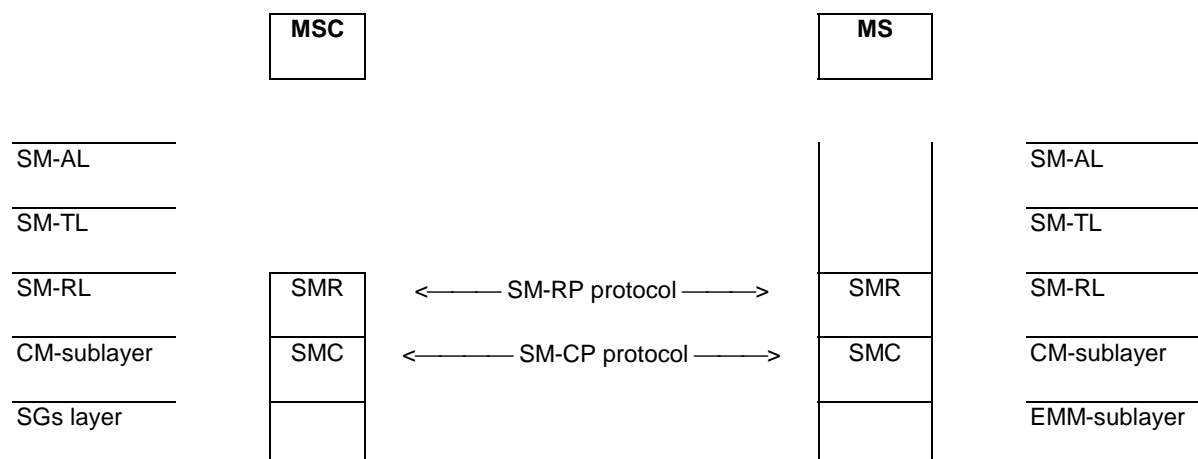 MSC MS
SM-AL SM-AL
SM-TL SM-TL
SM-RL SMR <——— SM-RP protocol ———> SMR SM-RL
CM-sublayer SMC <———— SM-CP protocol ———> SMC CM-sublayer
SGs layer EMM-sublayer